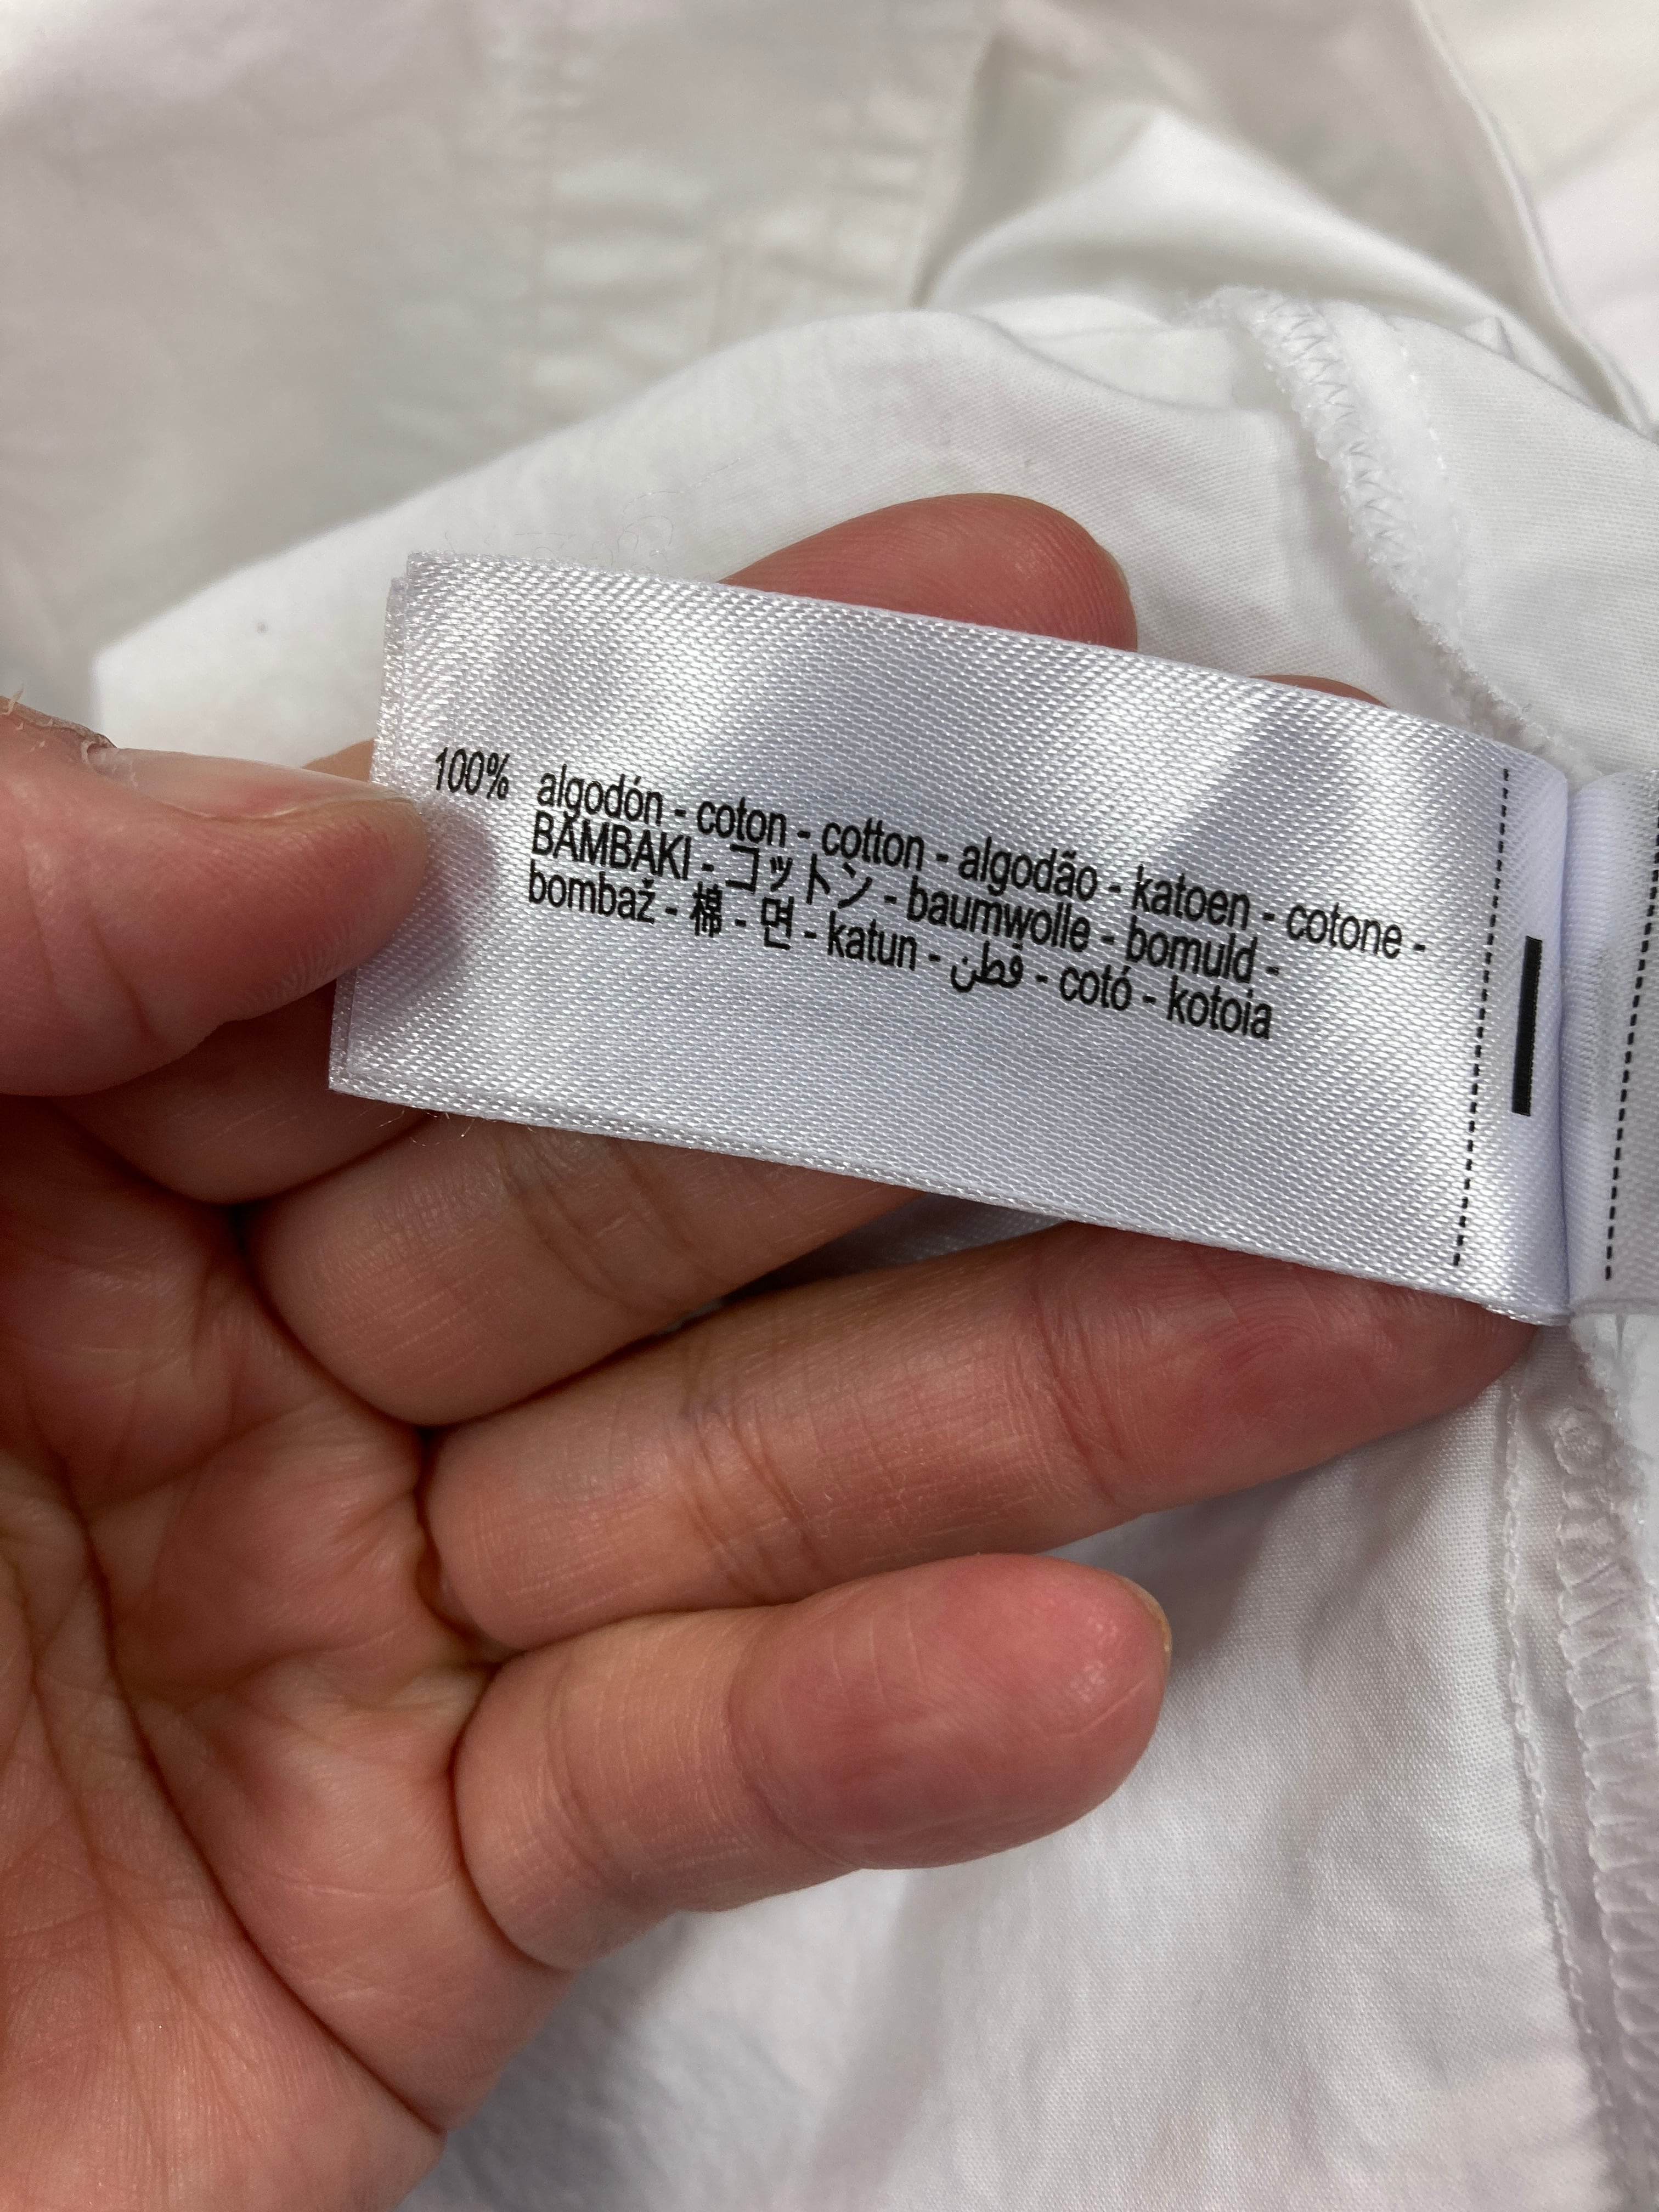 100% algodón - coton - cotton - algodão - katoen - cotone -
BAMBAKI - コットン - baumwolle - bomuld -
bombaž - 棉 - 면 - katun - قطن - cotó - kotoia